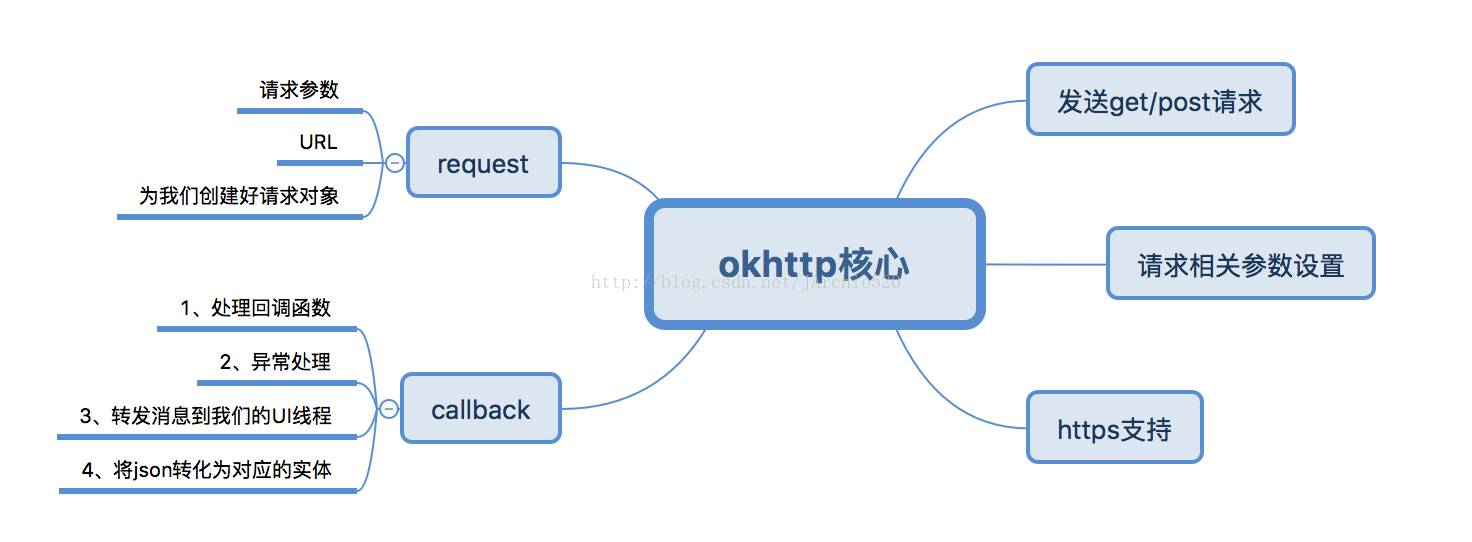 请求参数
URL
为我们创建好请求对象
request
1、处理回调函数
2、异常处理
3、转发消息到我们的UI线程
4、将json转化为对应的实体
callback
okhttp核心
http://blog.csdn.net/jArchie520
发送get/post请求
请求相关参数设置
https支持